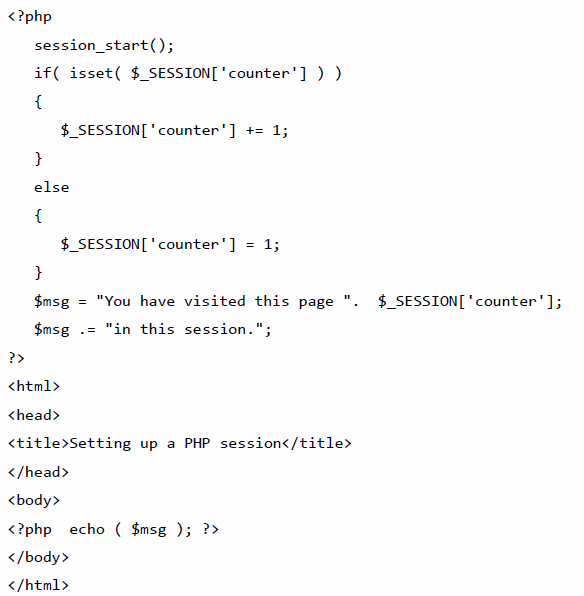 <?php
session_start();
if( isset( $_SESSION['counter'] ) )
{
$_SESSION['counter'] += 1;
}
else
{
$_SESSION['counter'] = 1;
}
$msg = "You have visited this page ".  $_SESSION['counter'];
$msg .= "in this session.";
?>
<html>
<head>
<title>Setting up a PHP session</title>
</head>
<body>
<?php  echo ( $msg ); ?>
</body>
</html>